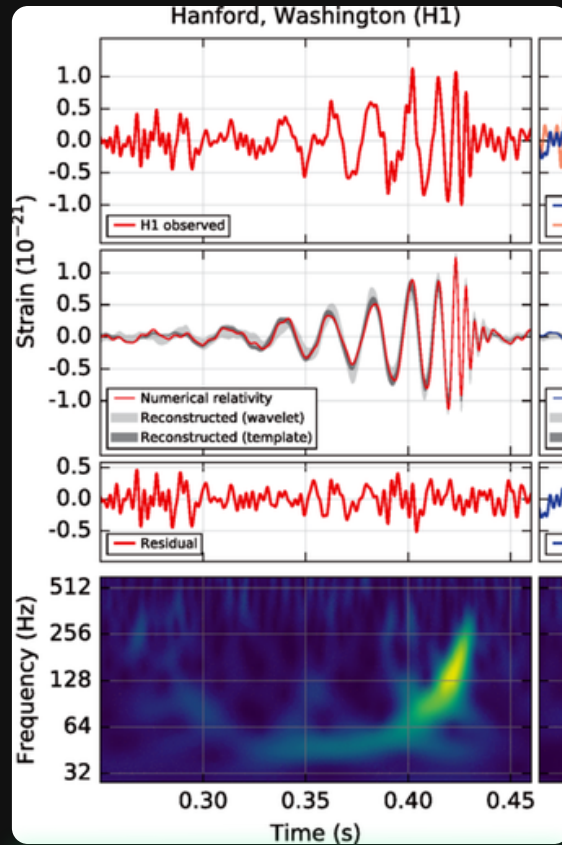 Hanford, Washington (H1)
1.0
0.5
0.0
-0.5
-1.0
H1 observed
Strain (10⁻²¹)
1.0
0.5
0.0
-0.5
-1.0
Numerical relativity
Reconstructed (wavelet)
Reconstructed (template)
0.5
0.0
-0.5
Residual
Frequency (Hz)
512
256
128
64
32
0.30 0.35 0.40 0.45
Time (s)